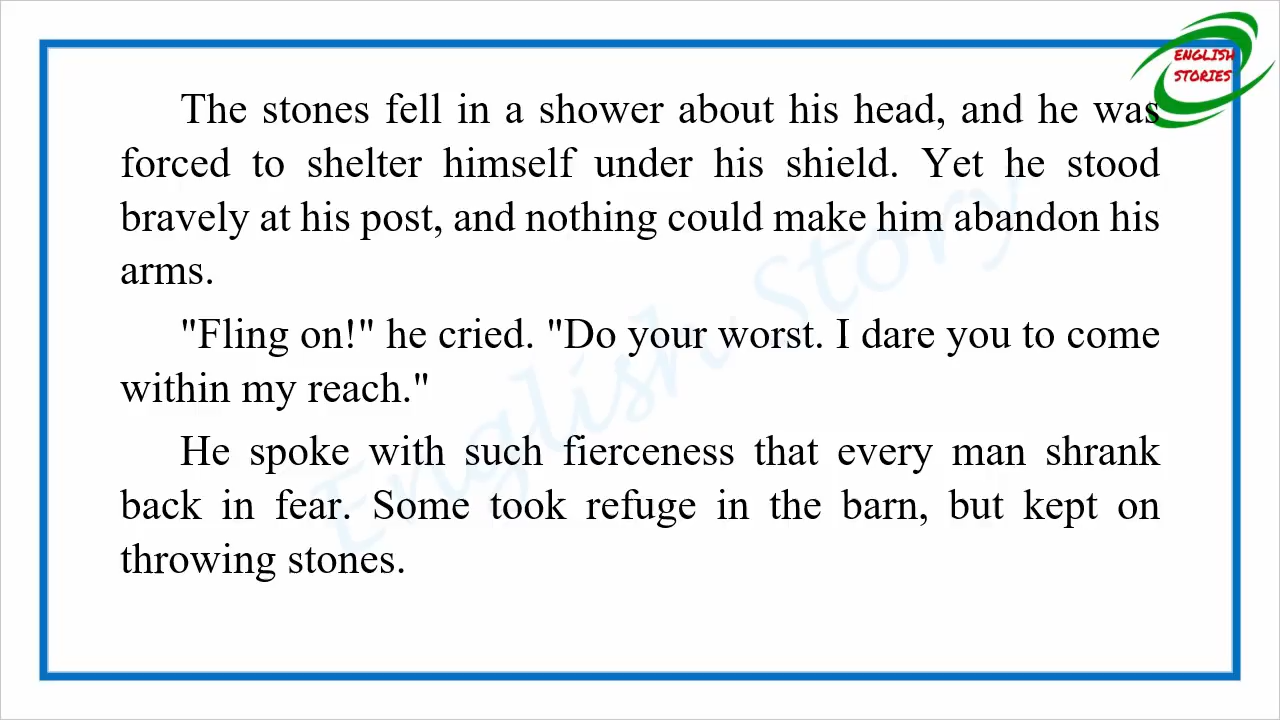 ENGLISH
STORIES
The stones fell in a shower about his head, and he was
forced to shelter himself under his shield. Yet he stood
bravely at his post, and nothing could make him abandon his
arms.
"Fling on!" he cried. "Do your worst. I dare you to come
within my reach."
He spoke with such fierceness that every man shrank
back in fear. Some took refuge in the barn, but kept on
throwing stones.
English Story